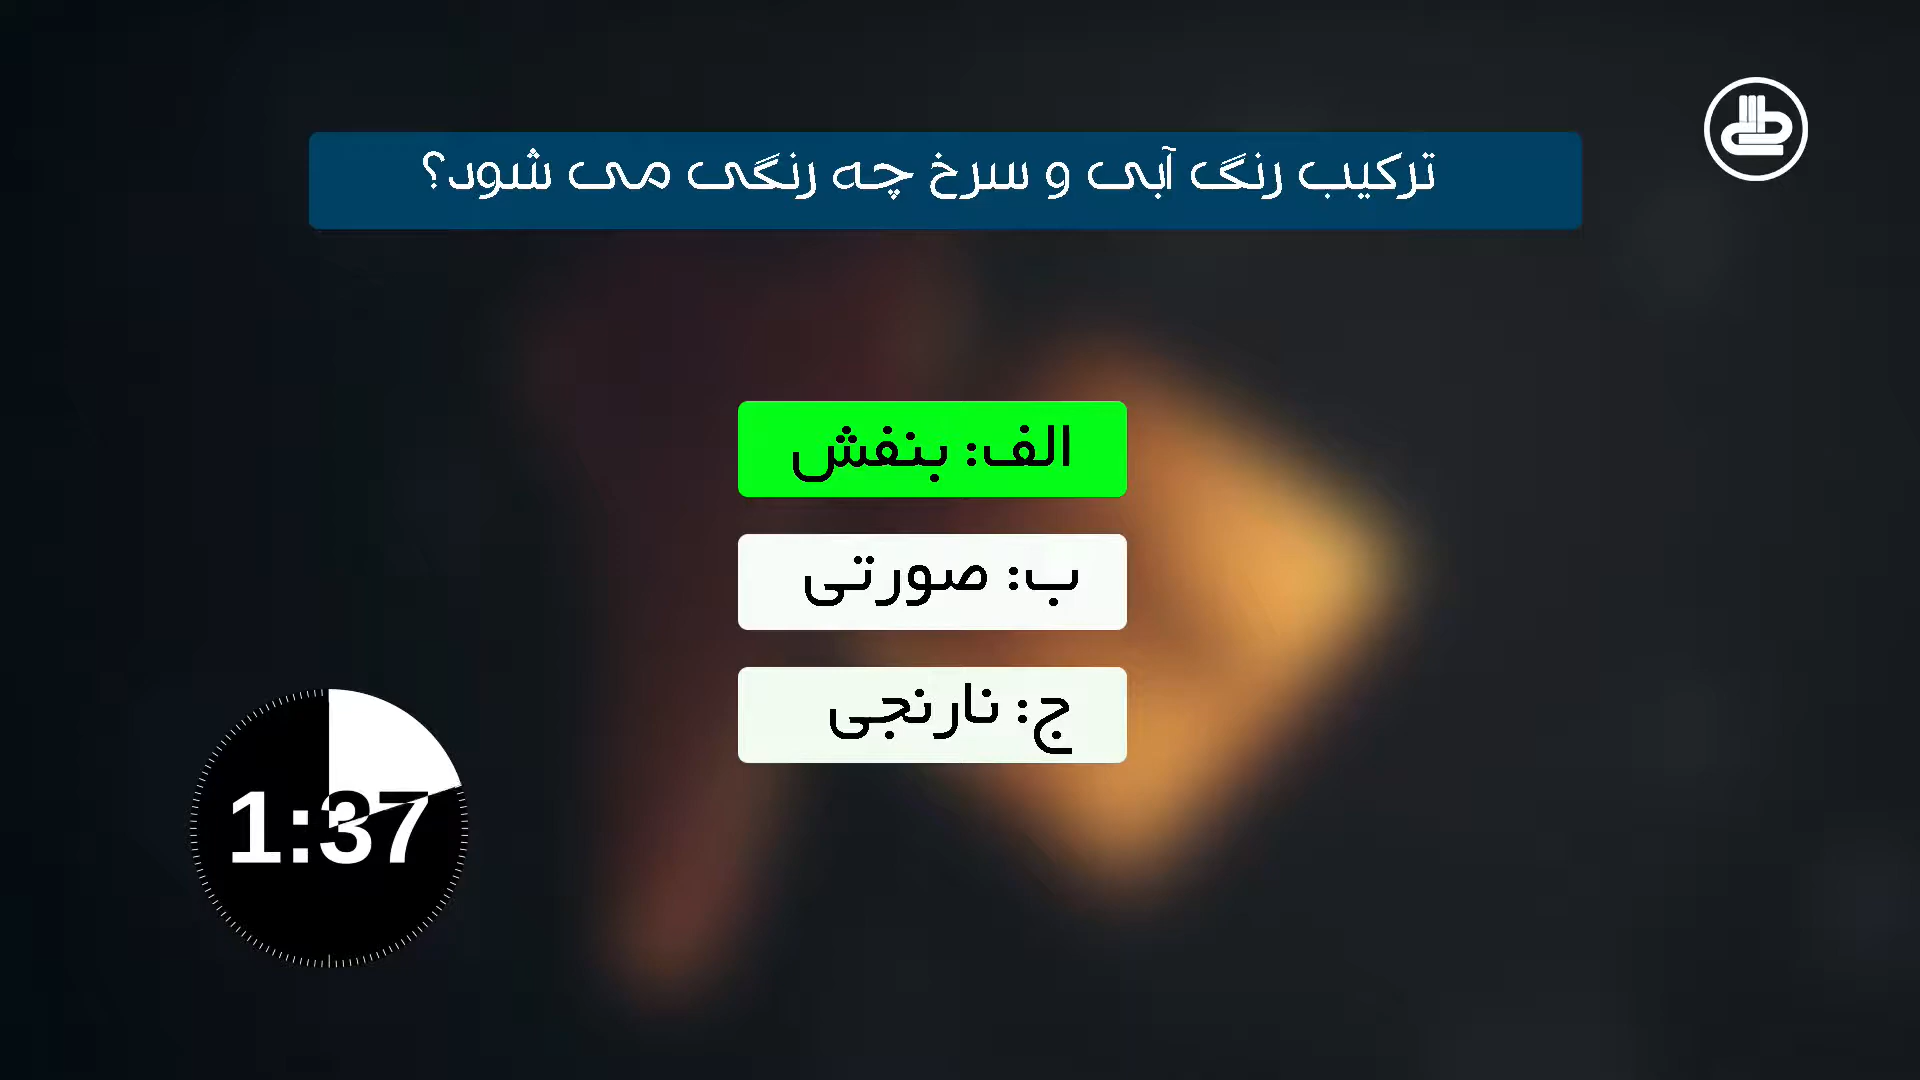 ترکیب رنگ آبی و سرخ چه رنگی می شود؟
الف: بنفش
ب: صورتی
ج: نارنجی
1:37